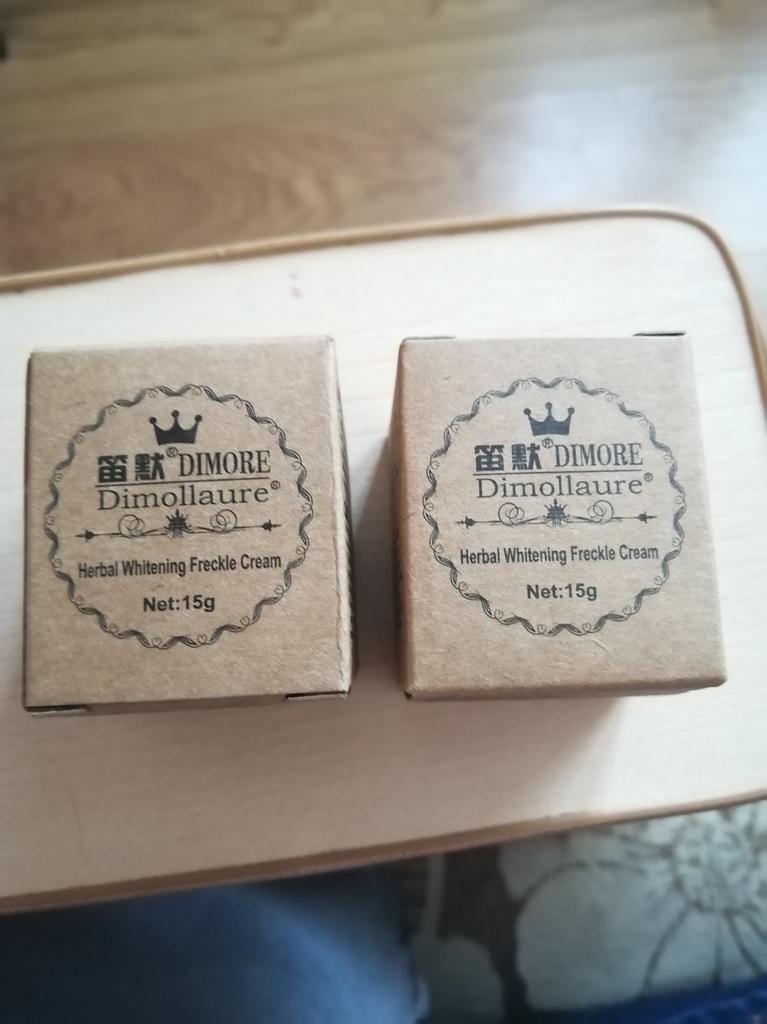 笛默®DIMORE
Dimollaure®
Herbal Whitening Freckle Cream
Net:15g
笛默®DIMORE
Dimollaure®
Herbal Whitening Freckle Cream
Net:15g